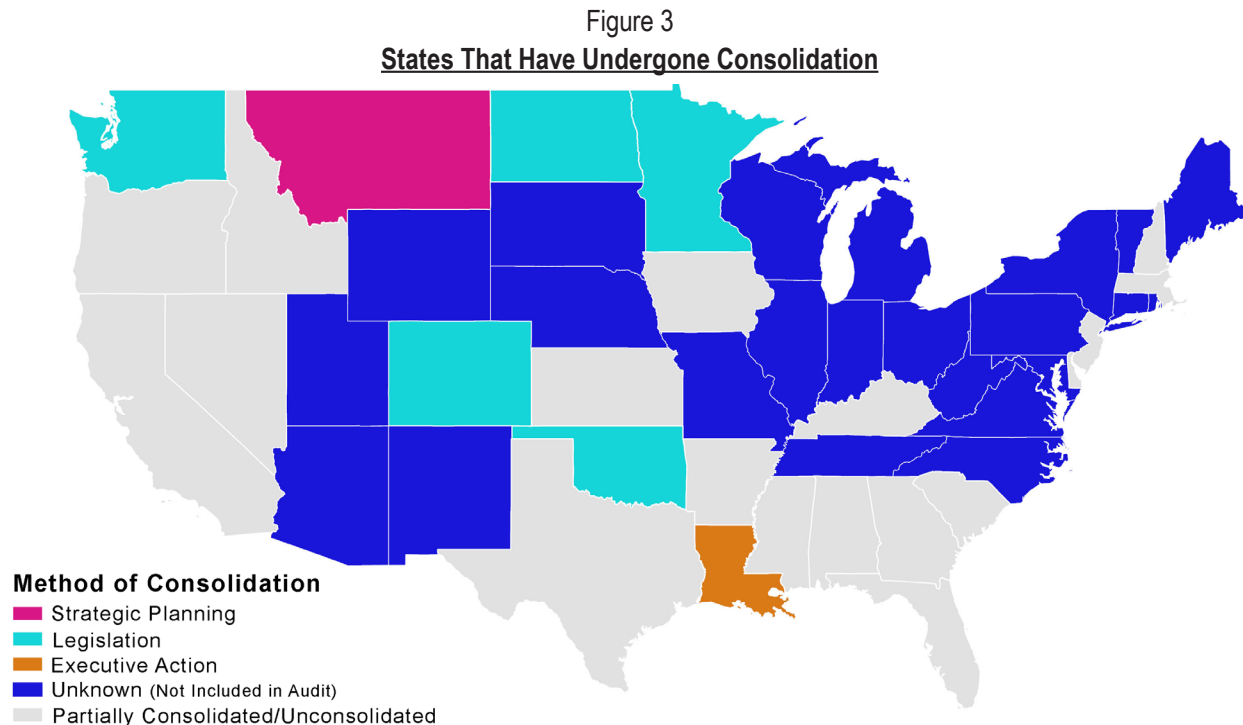 Figure 3
States That Have Undergone Consolidation
Method of Consolidation
Strategic Planning
Legislation
Executive Action
Unknown (Not Included in Audit)
Partially Consolidated/Unconsolidated